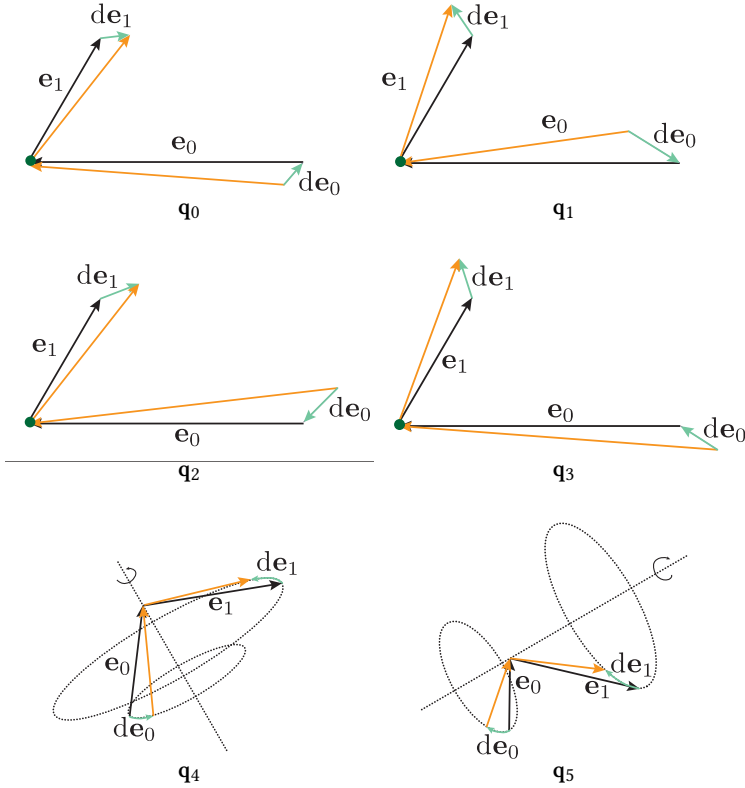 de₁
e₁
e₀
de₀
q₀
de₁
e₁
e₀
de₀
q₁
de₁
e₁
de₀
e₀
q₂
de₁
e₁
e₀
de₀
q₃
de₁
e₁
e₀
de₀
q₄
de₁
e₀
e₁
de₀
q₅